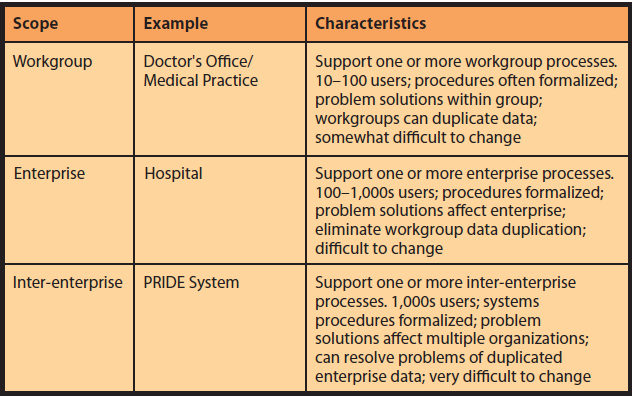 Scope Example Characteristics
Workgroup Doctor's Office/ Medical Practice Support one or more workgroup processes.
10–100 users; procedures often formalized;
problem solutions within group;
workgroups can duplicate data;
somewhat difficult to change
Enterprise Hospital Support one or more enterprise processes.
100–1,000s users; procedures formalized;
problem solutions affect enterprise;
eliminate workgroup data duplication;
difficult to change
Inter-enterprise PRIDE System Support one or more inter-enterprise
processes. 1,000s users; systems
procedures formalized; problem
solutions affect multiple organizations;
can resolve problems of duplicated
enterprise data; very difficult to change